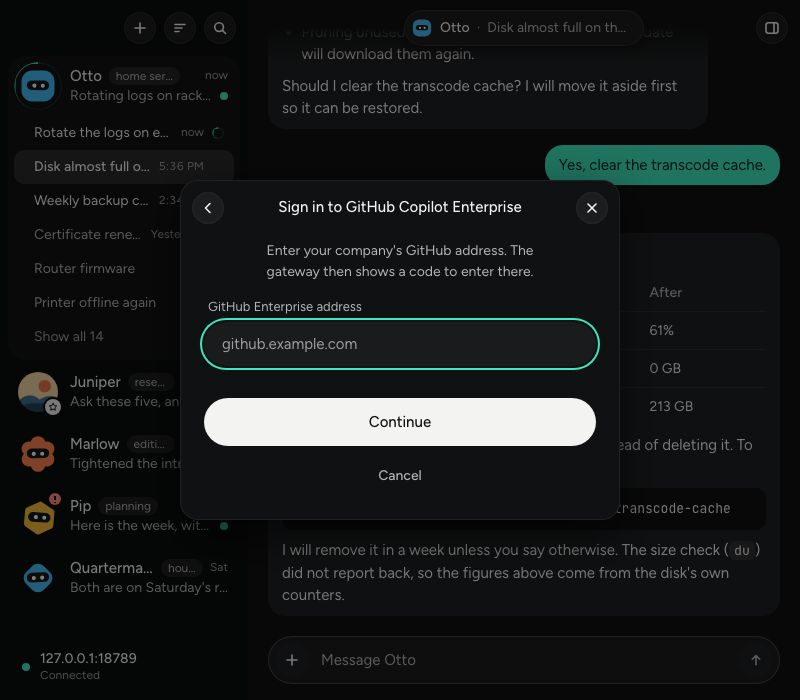 Otto · Disk almost full on th...
Pruning unused
date
will download them again.
Should I clear the transcode cache? I will move it aside first
so it can be restored.
Yes, clear the transcode cache.
Otto home ser... now
Rotating logs on rack...
Rotate the logs on e... now
Disk almost full o... 5:36 PM
Weekly backup c... 2:34
Certificate rene... Yeste
Router firmware
Printer offline again
Show all 14
Juniper rese...
Ask these five, an
Marlow editi...
Tightened the int
Pip planning
Here is the week, wit...
Quarterma... hou... Sat
Both are on Saturday's r...
127.0.0.1:18789
Connected
Sign in to GitHub Copilot Enterprise
Enter your company's GitHub address. The
gateway then shows a code to enter there.
GitHub Enterprise address
github.example.com
Continue
Cancel
After
61%
0 GB
213 GB
ead of deleting it. To
transcode-cache
I will remove it in a week unless you say otherwise. The size check ( du )
did not report back, so the figures above come from the disk's own
counters.
Message Otto